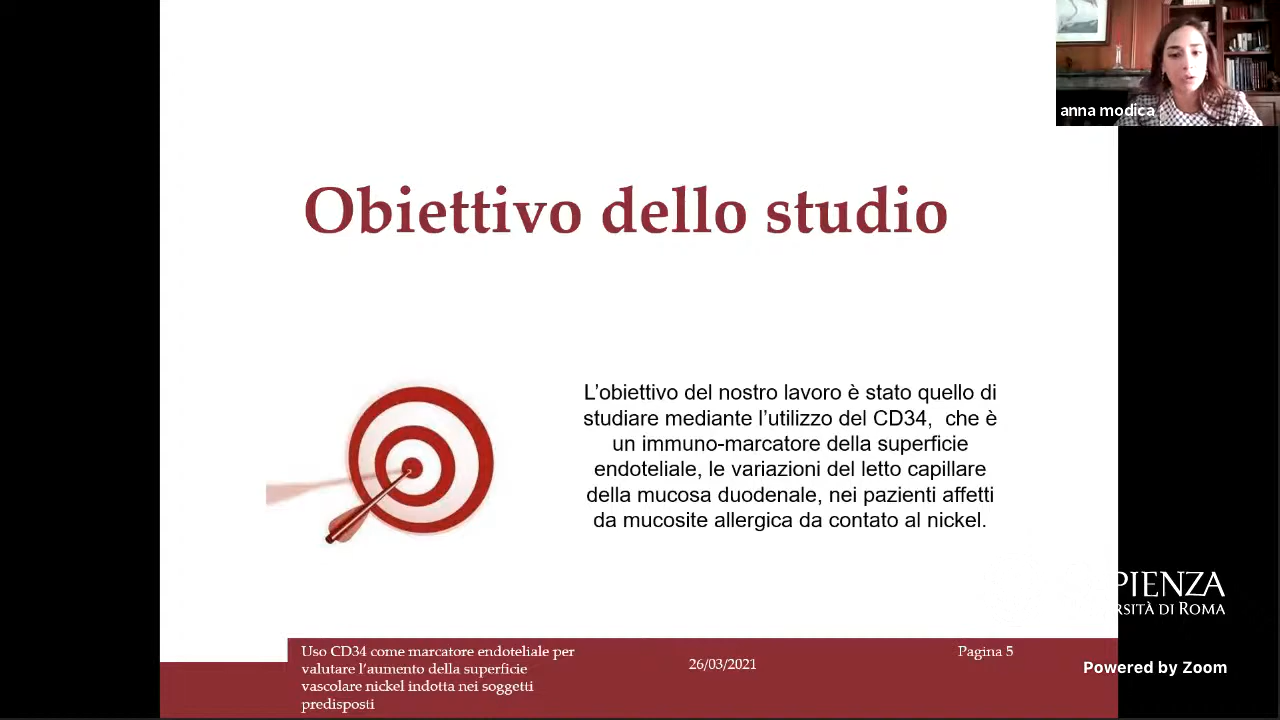 anna modica
Obiettivo dello studio
L’obiettivo del nostro lavoro è stato quello di
studiare mediante l’utilizzo del CD34, che è
un immuno-marcatore della superficie
endoteliale, le variazioni del letto capillare
della mucosa duodenale, nei pazienti affetti
da mucosite allergica da contato al nickel.
PIENZA
RSITÀ DI ROMA
Uso CD34 come marcatore endoteliale per
valutare l’aumento della superficie
vascolare nickel indotta nei soggetti
predisposti
26/03/2021
Pagina 5
Powered by Zoom